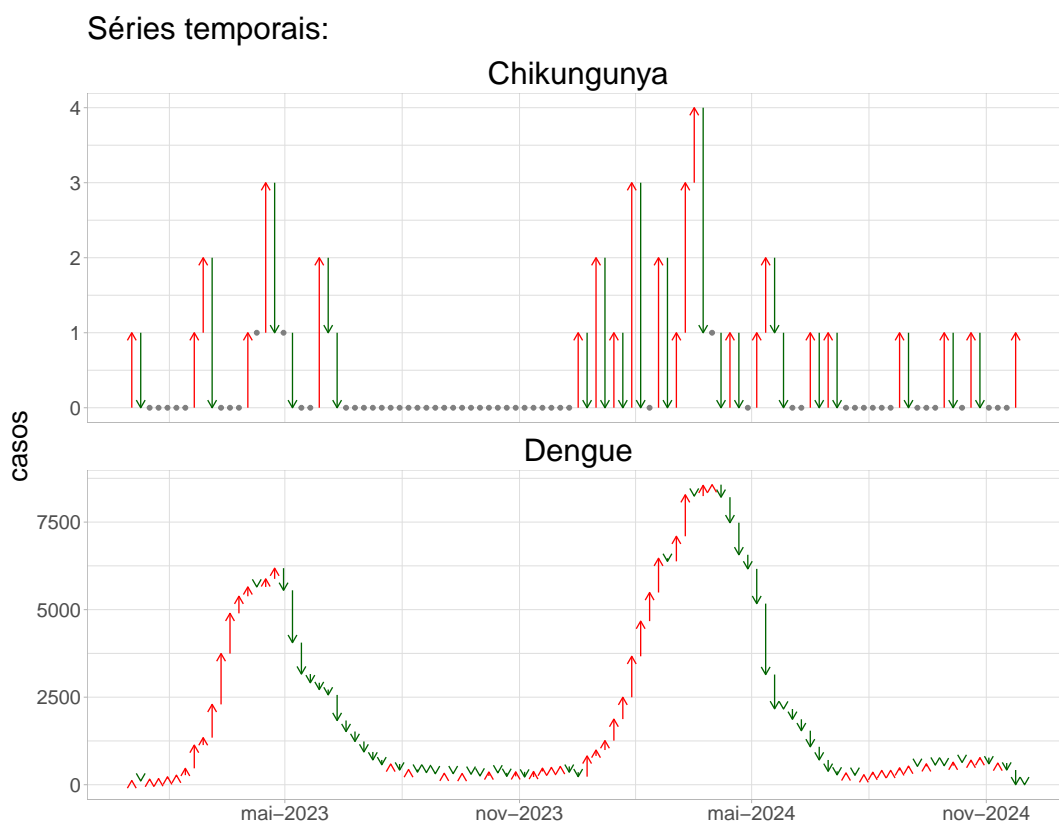 Séries temporais:
Chikungunya
4
3
2
1
0
casos
Dengue
7500
5000
2500
0
mai−2023
nov−2023
mai−2024
nov−2024